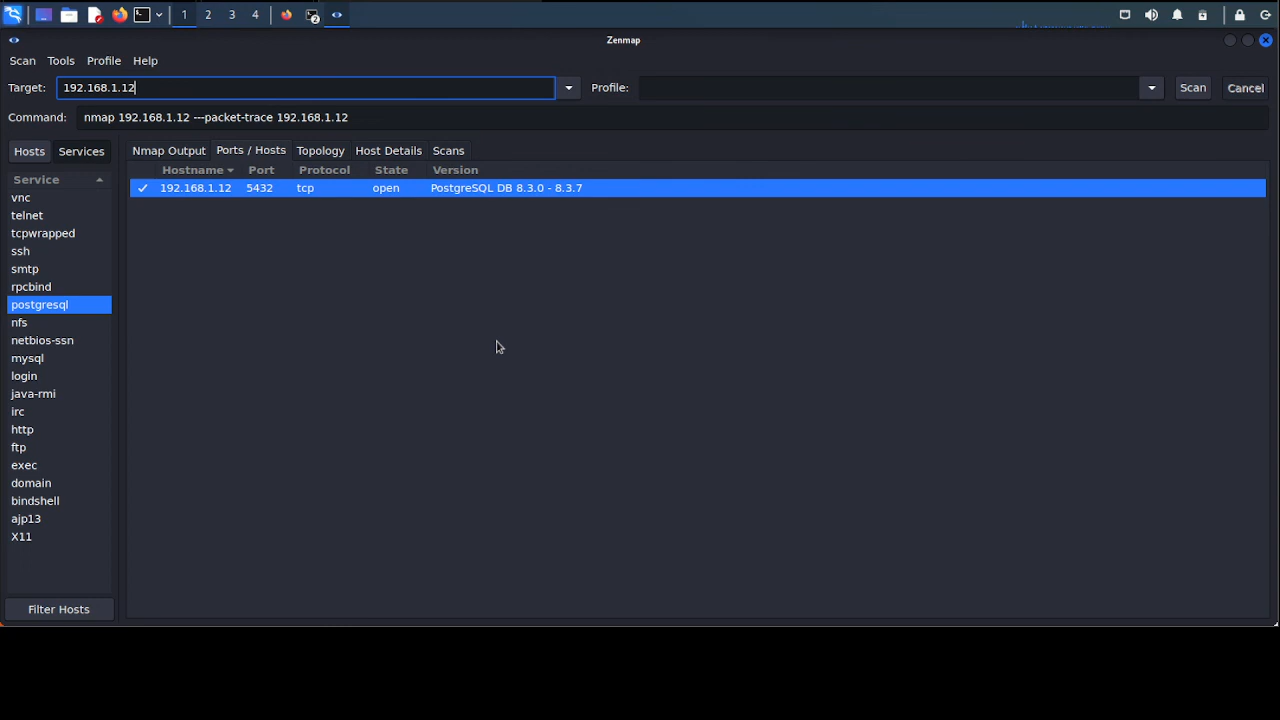 1 2 3 4 2
Zenmap
Scan Tools Profile Help
Target: 192.168.1.12 Profile: Scan Cancel
Command: nmap 192.168.1.12 ---packet-trace 192.168.1.12
Hosts Services Nmap Output Ports / Hosts Topology Host Details Scans
Service Hostname Port Protocol State Version
192.168.1.12 5432 tcp open PostgreSQL DB 8.3.0 - 8.3.7
vnc
telnet
tcpwrapped
ssh
smtp
rpcbind
postgresql
nfs
netbios-ssn
mysql
login
java-rmi
irc
http
ftp
exec
domain
bindshell
ajp13
X11
Filter Hosts